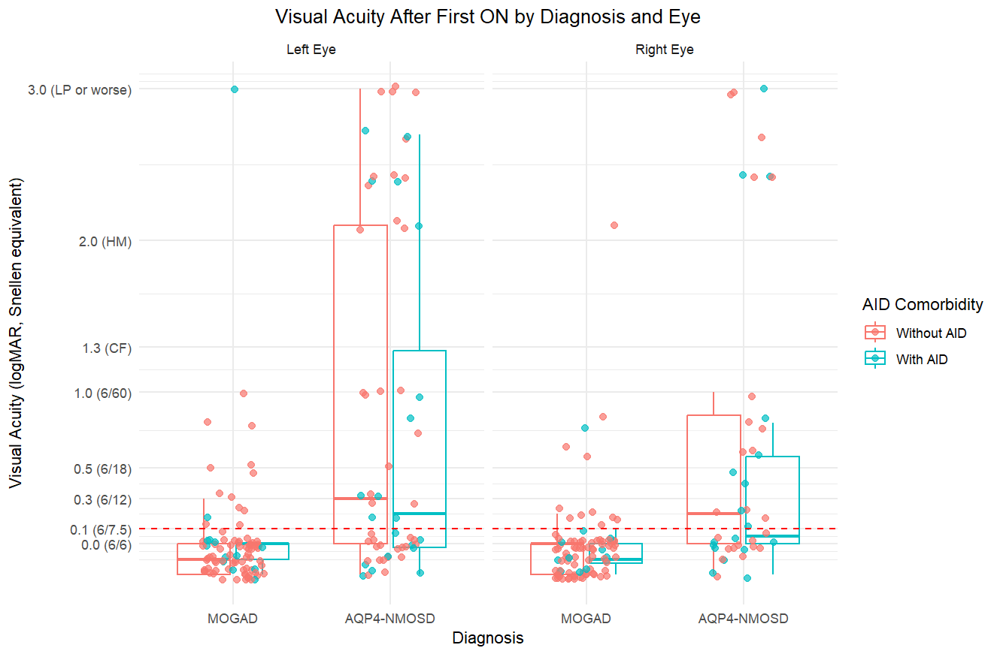 Visual Acuity After First ON by Diagnosis and Eye
Left Eye
Right Eye
Visual Acuity (logMAR, Snellen equivalent)
3.0 (LP or worse)
2.0 (HM)
1.3 (CF)
1.0 (6/60)
0.5 (6/18)
0.3 (6/12)
0.1 (6/7.5)
0.0 (6/6)
MOGAD
AQP4-NMOSD
MOGAD
AQP4-NMOSD
Diagnosis
AID Comorbidity
Without AID
With AID